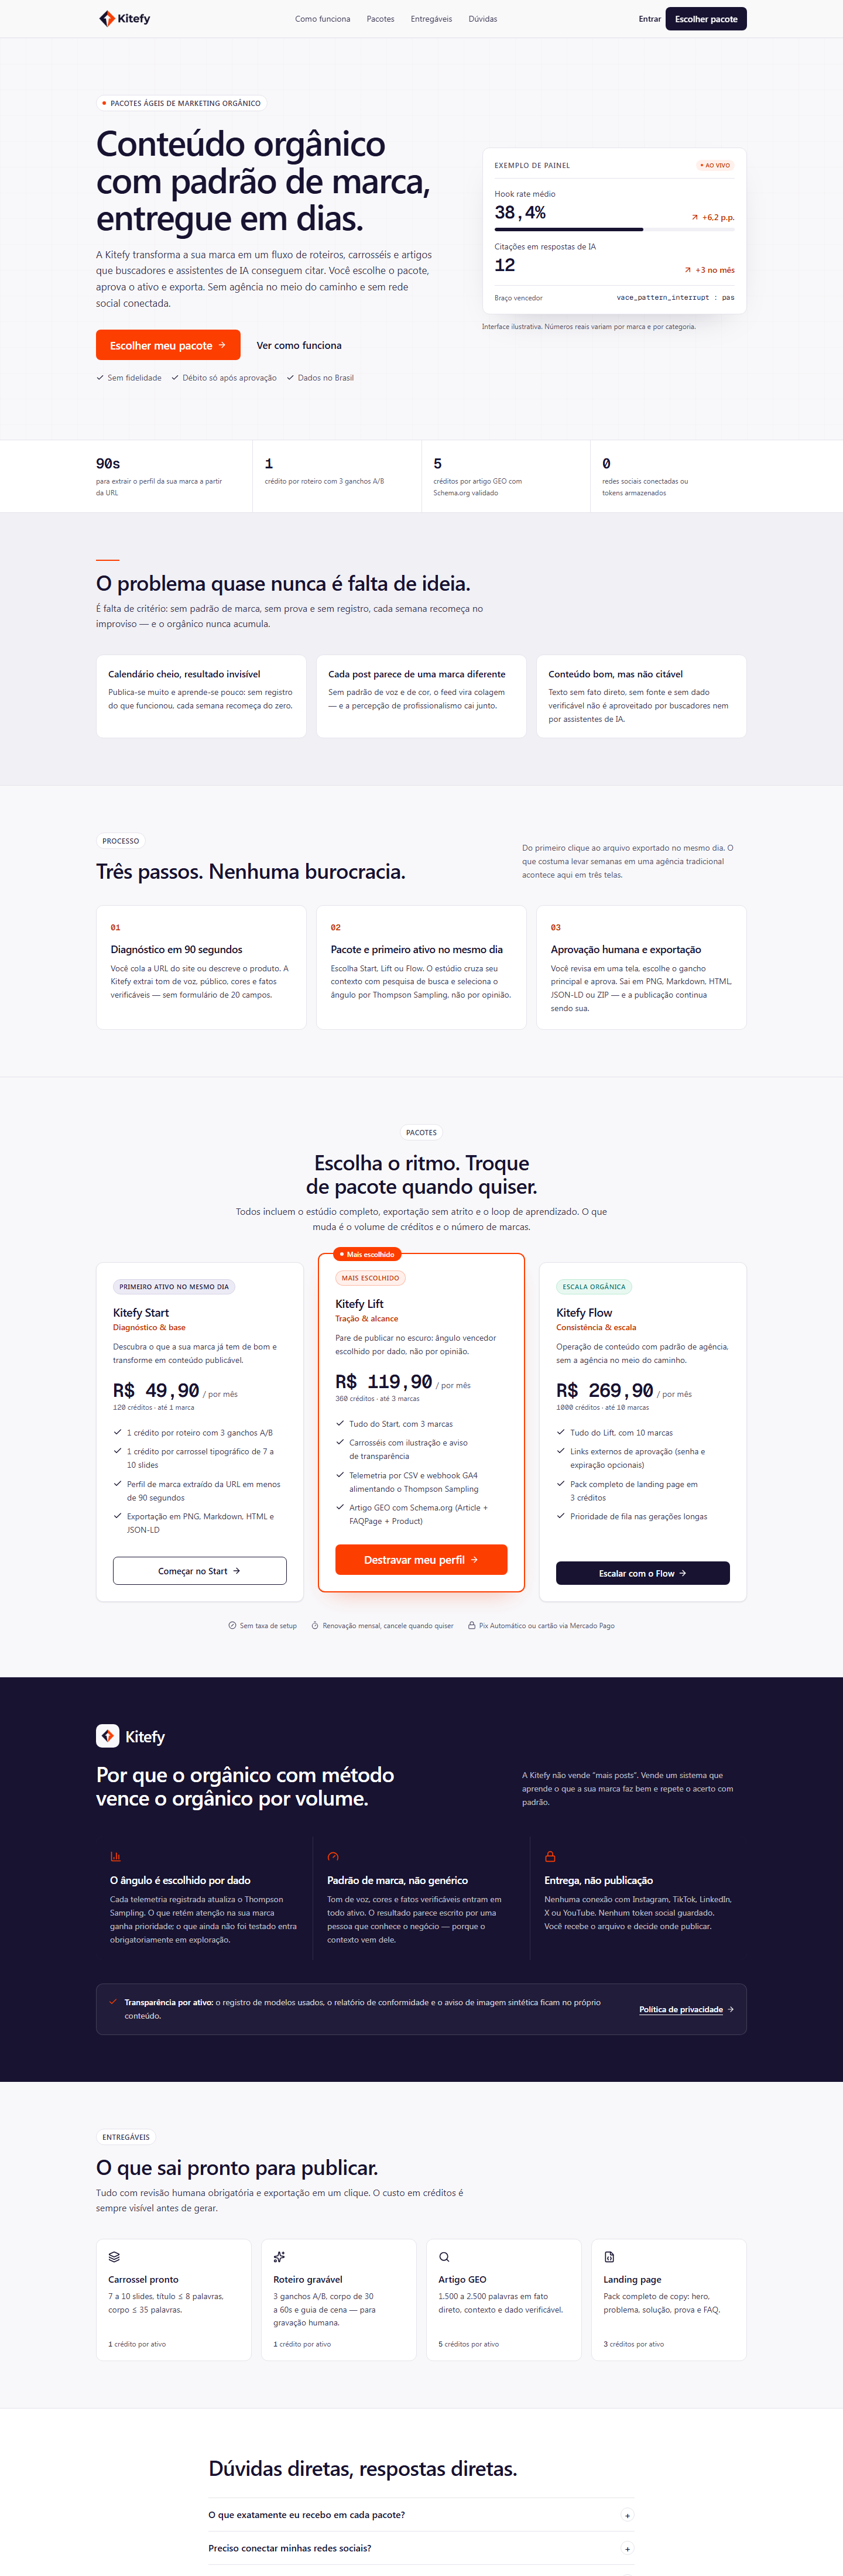 Kitefy
Como funciona
Pacotes
Entregáveis
Dúvidas
Entrar
Escolher pacote
PACOTES ÁGEIS DE MARKETING ORGÂNICO
Conteúdo orgânico
com padrão de marca,
entregue em dias.
A Kitefy transforma a sua marca em um fluxo de roteiros, carrosséis e artigos
que buscadores e assistentes de IA conseguem citar. Você escolhe o pacote,
aprova o ativo e exporta. Sem agência no meio do caminho e sem rede
social conectada.
Escolher meu pacote
Ver como funciona
Sem fidelidade
Débito só após aprovação
Dados no Brasil
EXEMPLO DE PAINEL
AO VIVO
Hook rate médio
38,4%
+6,2 p.p.
Citações em respostas de IA
12
+3 no mês
Braço vencedor
vace_pattern_interrupt : pas
Interface ilustrativa. Números reais variam por marca e por categoria.
90s
para extrair o perfil da sua marca a partir
da URL
1
crédito por roteiro com 3 ganchos A/B
5
créditos por artigo GEO com
Schema.org validado
0
redes sociais conectadas ou
tokens armazenados
O problema quase nunca é falta de ideia.
É falta de critério: sem padrão de marca, sem prova e sem registro, cada semana recomeça no
improviso — e o orgânico nunca acumula.
Calendário cheio, resultado invisível
Publica-se muito e aprende-se pouco: sem registro
do que funcionou, cada semana recomeça do zero.
Cada post parece de uma marca diferente
Sem padrão de voz e de cor, o feed vira colagem
— e a percepção de profissionalismo cai junto.
Conteúdo bom, mas não citável
Texto sem fato direto, sem fonte e sem dado
verificável não é aproveitado por buscadores nem
por assistentes de IA.
PROCESSO
Três passos. Nenhuma burocracia.
Do primeiro clique ao arquivo exportado no mesmo dia. O
que costuma levar semanas em uma agência tradicional
acontece aqui em três telas.
01
Diagnóstico em 90 segundos
Você cola a URL do site ou descreve o produto. A
Kitefy extrai tom de voz, público, cores e fatos
verificáveis — sem formulário de 20 campos.
02
Pacote e primeiro ativo no mesmo dia
Escolha Start, Lift ou Flow. O estúdio cruza seu
contexto com pesquisa de busca e seleciona o
ângulo por Thompson Sampling, não por opinião.
03
Aprovação humana e exportação
Você revisa em uma tela, escolhe o gancho
principal e aprova. Sai em PNG, Markdown, HTML,
JSON-LD ou ZIP — e a publicação continua
sendo sua.
PACOTES
Escolha o ritmo. Troque
de pacote quando quiser.
Todos incluem o estúdio completo, exportação sem atrito e o loop de aprendizado. O que
muda é o volume de créditos e o número de marcas.
PRIMEIRO ATIVO NO MESMO DIA
Kitefy Start
Diagnóstico & base
Descubra o que a sua marca já tem de bom e
transforme em conteúdo publicável.
R$ 49,90 / por mês
120 créditos · até 1 marca
1 crédito por roteiro com 3 ganchos A/B
1 crédito por carrossel tipográfico de 7 a
10 slides
Perfil de marca extraído da URL em menos
de 90 segundos
Exportação em PNG, Markdown, HTML e
JSON-LD
Começar no Start
Mais escolhido
MAIS ESCOLHIDO
Kitefy Lift
Tração & alcance
Pare de publicar no escuro: ângulo vencedor
escolhido por dado, não por opinião.
R$ 119,90 / por mês
360 créditos · até 3 marcas
Tudo do Start, com 3 marcas
Carrosséis com ilustração e aviso
de transparência
Telemetria por CSV e webhook GA4
alimentando o Thompson Sampling
Artigo GEO com Schema.org (Article +
FAQPage + Product)
Destravar meu perfil
ESCALA ORGÂNICA
Kitefy Flow
Consistência & escala
Operação de conteúdo com padrão de agência,
sem a agência no meio do caminho.
R$ 269,90 / por mês
1000 créditos · até 10 marcas
Tudo do Lift, com 10 marcas
Links externos de aprovação (senha e
expiração opcionais)
Pack completo de landing page em
3 créditos
Prioridade de fila nas gerações longas
Escalar com o Flow
Sem taxa de setup
Renovação mensal, cancele quando quiser
Pix Automático ou cartão via Mercado Pago
Kitefy
Por que o orgânico com método
vence o orgânico por volume.
A Kitefy não vende "mais posts". Vende um sistema que
aprende o que a sua marca faz bem e repete o acerto com
padrão.
O ângulo é escolhido por dado
Cada telemetria registrada atualiza o Thompson
Sampling. O que retém atenção na sua marca
ganha prioridade; o que ainda não foi testado entra
obrigatoriamente em exploração.
Padrão de marca, não genérico
Tom de voz, cores e fatos verificáveis entram em
todo ativo. O resultado parece escrito por uma
pessoa que conhece o negócio — porque o
contexto vem dele.
Entrega, não publicação
Nenhuma conexão com Instagram, TikTok, LinkedIn,
X ou YouTube. Nenhum token social guardado.
Você recebe o arquivo e decide onde publicar.
Transparência por ativo: o registro de modelos usados, o relatório de conformidade e o aviso de imagem sintética ficam no próprio
conteúdo.
Política de privacidade
ENTREGÁVEIS
O que sai pronto para publicar.
Tudo com revisão humana obrigatória e exportação em um clique. O custo em créditos é
sempre visível antes de gerar.
Carrossel pronto
7 a 10 slides, título ≤ 8 palavras,
corpo ≤ 35 palavras.
1 crédito por ativo
Roteiro gravável
3 ganchos A/B, corpo de 30
a 60s e guia de cena — para
gravação humana.
1 crédito por ativo
Artigo GEO
1.500 a 2.500 palavras em fato
direto, contexto e dado verificável.
5 créditos por ativo
Landing page
Pack completo de copy: hero,
problema, solução, prova e FAQ.
3 créditos por ativo
Dúvidas diretas, respostas diretas.
O que exatamente eu recebo em cada pacote?
+
Preciso conectar minhas redes sociais?
+